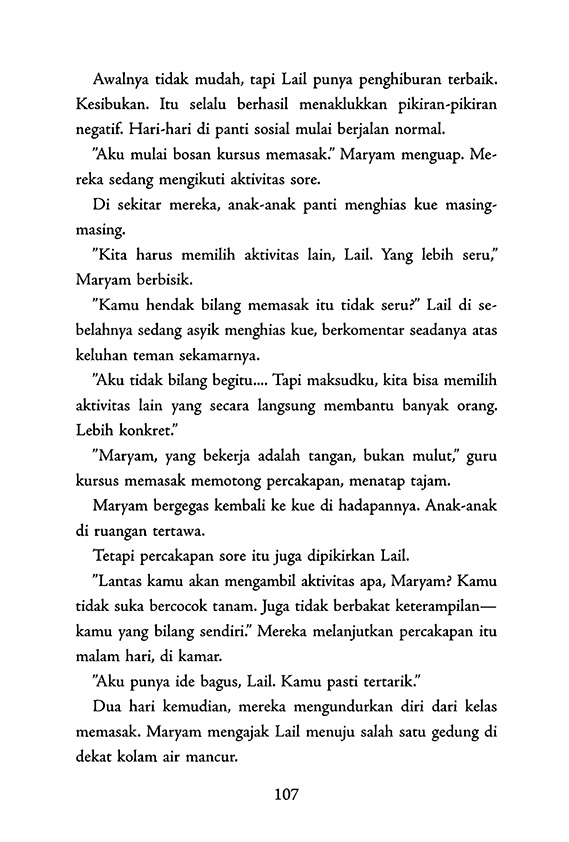 Awalnya tidak mudah, tapi Lail punya penghiburan terbaik.
Kesibukan. Itu selalu berhasil menaklukkan pikiran-pikiran
negatif. Hari-hari di panti sosial mulai berjalan normal.
”Aku mulai bosan kursus memasak.” Maryam menguap. Me-
reka sedang mengikuti aktivitas sore.
Di sekitar mereka, anak-anak panti menghias kue masing-
masing.
”Kita harus memilih aktivitas lain, Lail. Yang lebih seru,”
Maryam berbisik.
”Kamu hendak bilang memasak itu tidak seru?” Lail di se-
belahnya sedang asyik menghias kue, berkomentar seadanya atas
keluhan teman sekamarnya.
”Aku tidak bilang begitu.... Tapi maksudku, kita bisa memilih
aktivitas lain yang secara langsung membantu banyak orang.
Lebih konkret.”
”Maryam, yang bekerja adalah tangan, bukan mulut,” guru
kursus memasak memotong percakapan, menatap tajam.
Maryam bergegas kembali ke kue di hadapannya. Anak-anak
di ruangan tertawa.
Tetapi percakapan sore itu juga dipikirkan Lail.
”Lantas kamu akan mengambil aktivitas apa, Maryam? Kamu
tidak suka bercocok tanam. Juga tidak berbakat keterampilan—
kamu yang bilang sendiri.” Mereka melanjutkan percakapan itu
malam hari, di kamar.
”Aku punya ide bagus, Lail. Kamu pasti tertarik.”
Dua hari kemudian, mereka mengundurkan diri dari kelas
memasak. Maryam mengajak Lail menuju salah satu gedung di
dekat kolam air mancur.
107